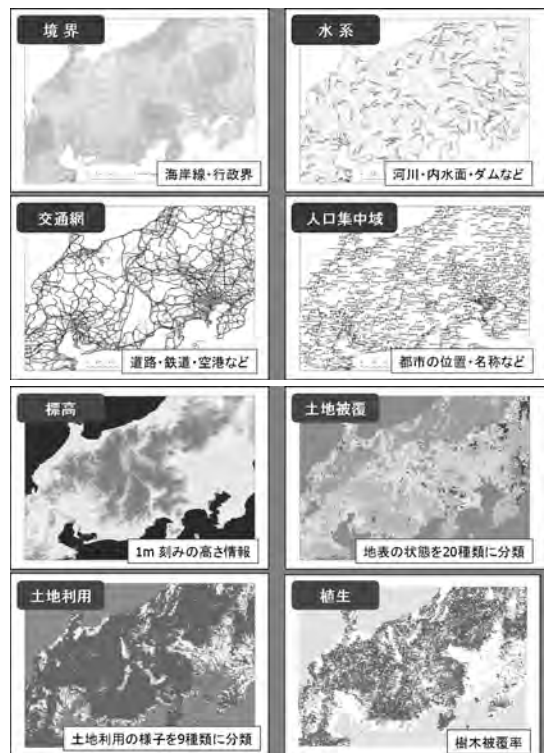 境界
海岸線・行政界
水系
河川・内水面・ダムなど
交通網
道路・鉄道・空港など
人口集中域
都市の位置・名称など
標高
1m 刻みの高さ情報
土地被覆
地表の状態を20種類に分類
土地利用
土地利用の様子を9種類に分類
植生
樹木被覆率